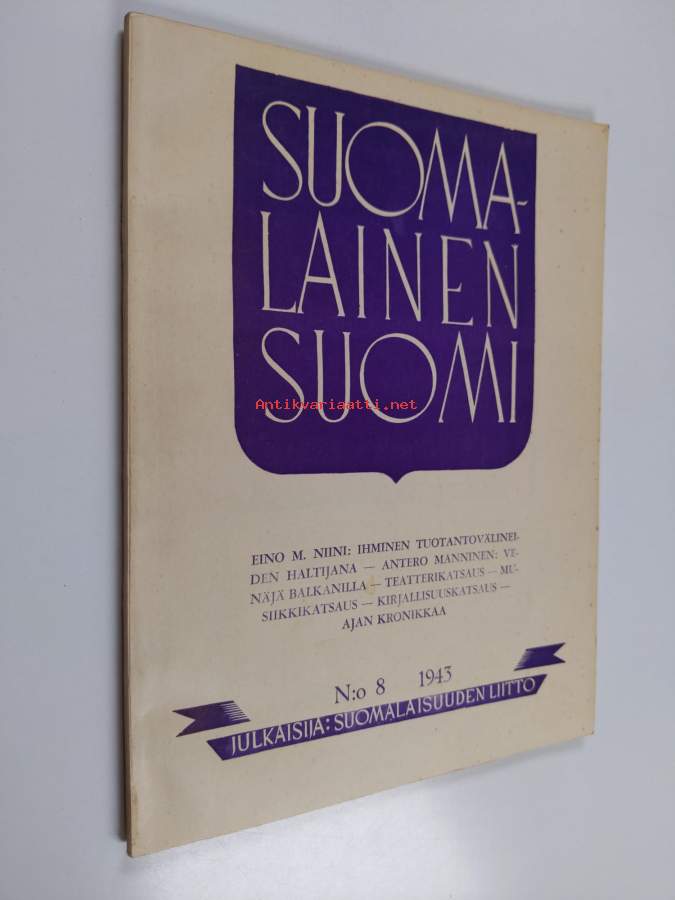 SUOMA-
LAINEN
SUOMI
Antikvariaatti.net
EINO M. NIINI: IHMINEN TUOTANTOVÄLINEI-
DEN HALTIJANA — ANTERO MANNINEN: VE-
NÄJÄ BALKANILLA — TEATTERIKATSAUS — MU-
SIIKKIKATSAUS — KIRJALLISUUSKATSAUS —
AJAN KRONIKKAA
N:o 8 1943
JULKAISIJA: SUOMALAISUUDEN LIITTO